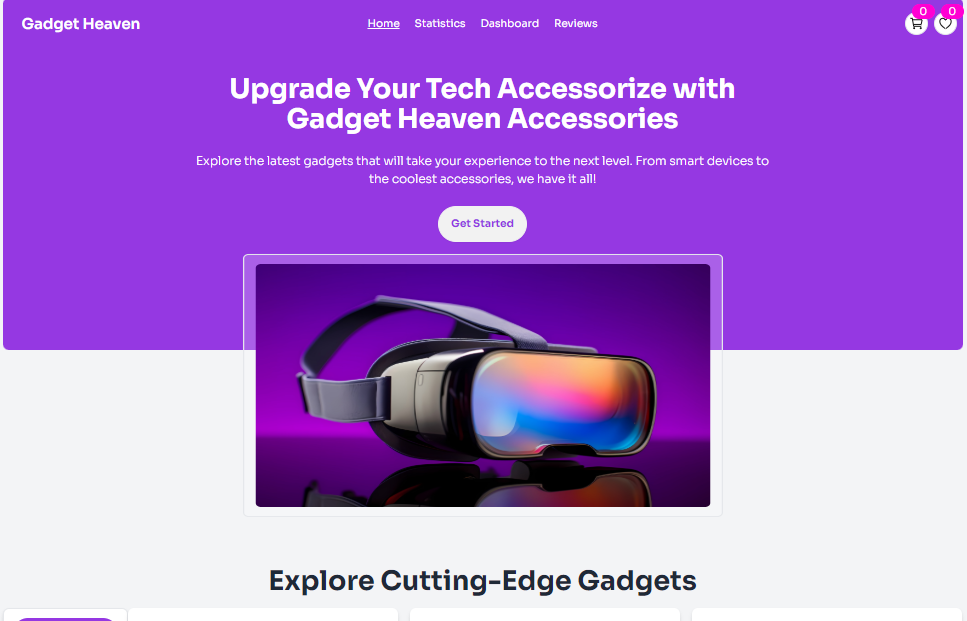 Gadget Heaven
Home Statistics Dashboard Reviews
0 0
Upgrade Your Tech Accessorize with
Gadget Heaven Accessories
Explore the latest gadgets that will take your experience to the next level. From smart devices to
the coolest accessories, we have it all!
Get Started
Explore Cutting-Edge Gadgets